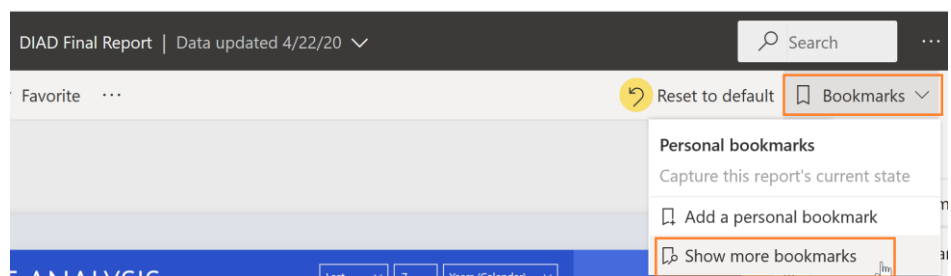 DIAD Final Report | Data updated 4/22/20
Search
...
Favorite ...
Reset to default
Bookmarks
Personal bookmarks
Capture this report's current state
Add a personal bookmark
Show more bookmarks